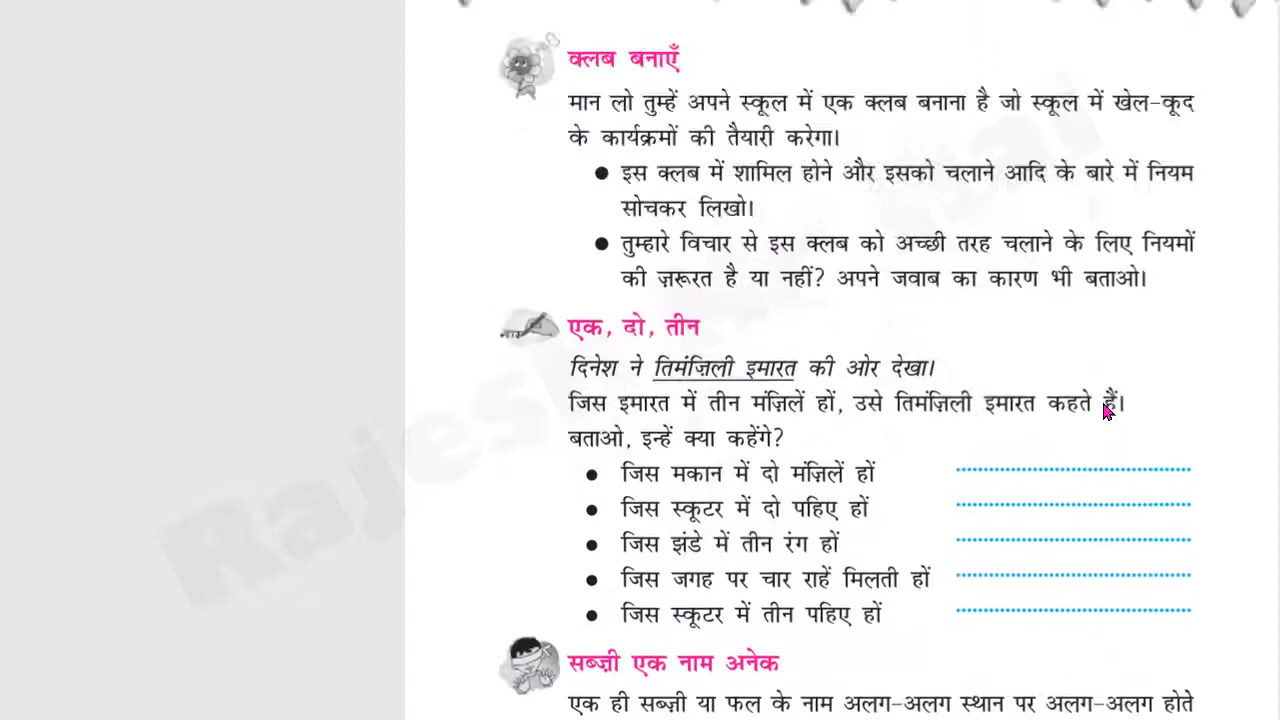 क्लब बनाएँ
मान लो तुम्हें अपने स्कूल में एक क्लब बनाना है जो स्कूल में खेल-कूद
के कार्यक्रमों की तैयारी करेगा।
● इस क्लब में शामिल होने और इसको चलाने आदि के बारे में नियम
सोचकर लिखो।
● तुम्हारे विचार से इस क्लब को अच्छी तरह चलाने के लिए नियमों
की ज़रूरत है या नहीं? अपने जवाब का कारण भी बताओ।
एक, दो, तीन
दिनेश ने तिमंज़िली इमारत की ओर देखा।
जिस इमारत में तीन मंज़िलें हों, उसे तिमंज़िली इमारत कहते हैं।
बताओ, इन्हें क्या कहेंगे?
● जिस मकान में दो मंज़िलें हों
● जिस स्कूटर में दो पहिए हों
● जिस झंडे में तीन रंग हों
● जिस जगह पर चार राहें मिलती हों
● जिस स्कूटर में तीन पहिए हों
सब्ज़ी एक नाम अनेक
एक ही सब्ज़ी या फल के नाम अलग-अलग स्थान पर अलग-अलग होते